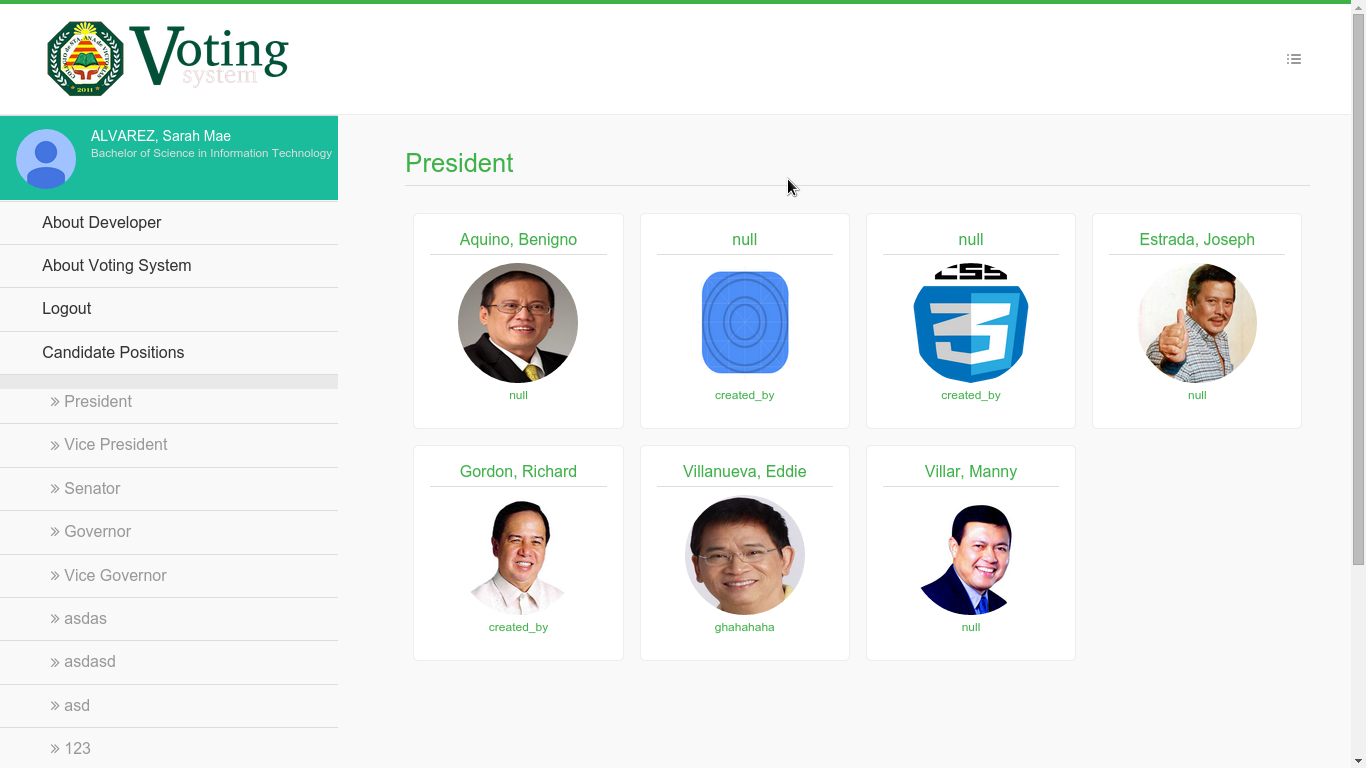 Voting
system
ALVAREZ, Sarah Mae
Bachelor of Science in Information Technology
About Developer
About Voting System
Logout
Candidate Positions
» President
» Vice President
» Senator
» Governor
» Vice Governor
» asdas
» asdasd
» asd
» 123
President
Aquino, Benigno
null
null
created_by
null
CSS
3
created_by
Estrada, Joseph
null
Gordon, Richard
created_by
Villanueva, Eddie
ghahahaha
Villar, Manny
null
2011